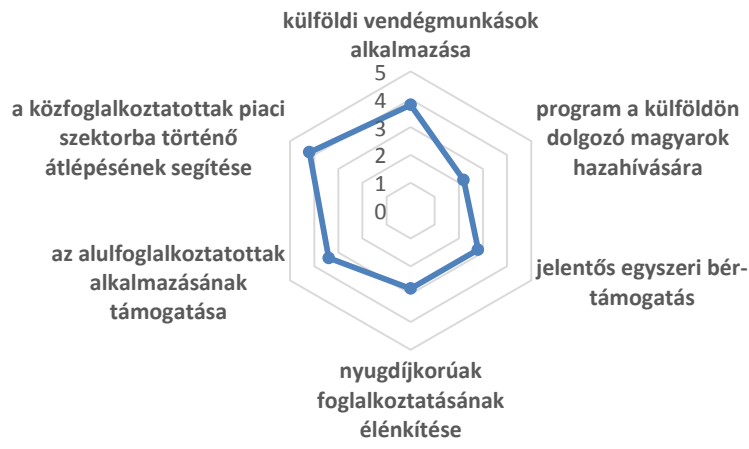 külföldi vendégmunkások
alkalmazása
5
4
3
2
1
0
program a külföldön
dolgozó magyarok
hazahívására
jelentős egyszeri bér-
támogatás
nyugdíjkorúak
foglalkoztatásának
élénkítése
az alulfoglalkoztatottak
alkalmazásának
támogatása
a közfoglalkoztatottak piaci
szektorba történő
átlépésének segítése